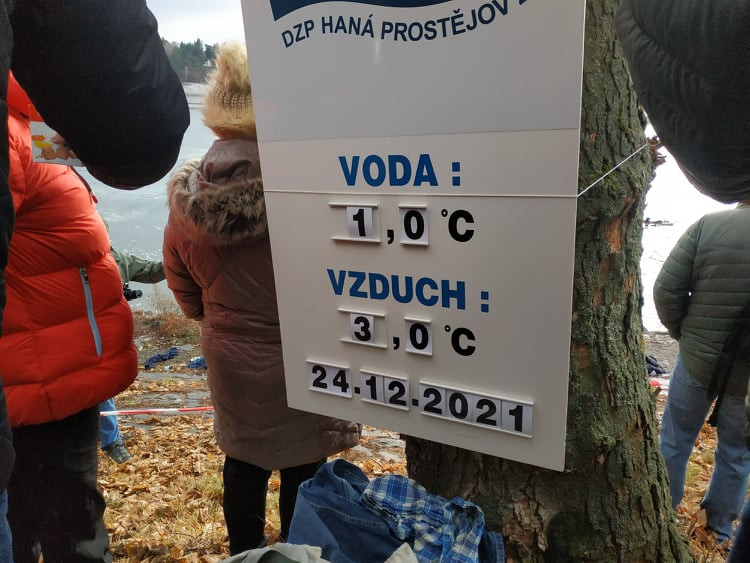 DZP HANÁ PROSTĚJOV
VODA :
1,0 °C
VZDUCH :
3,0 °C
24.12.2021